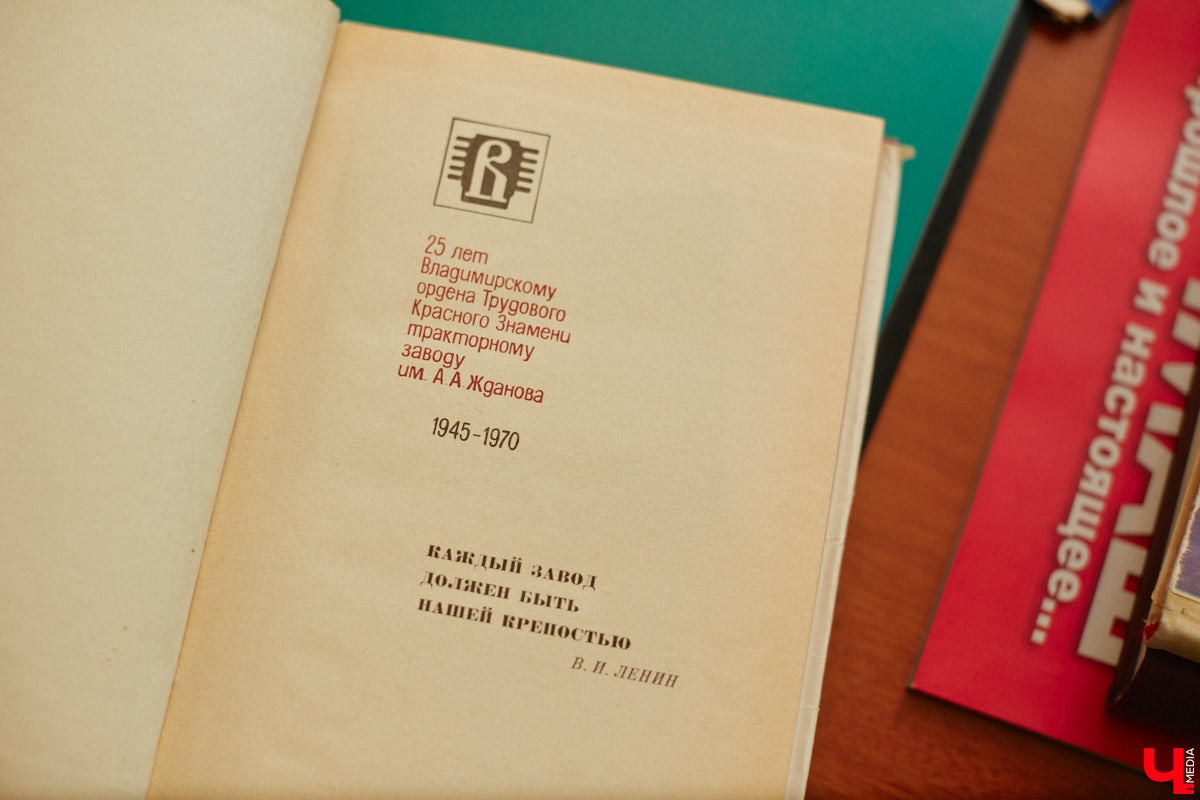 25 лет
Владимирскому
ордена Трудового
Красного Знамени
тракторному
заводу
им. А.А.Жданова
1945-1970
КАЖДЫЙ ЗАВОД
ДОЛЖЕН БЫТЬ
НАШЕЙ КРЕПОСТЬЮ
В. И. ЛЕНИН
и настоящее...
Ч MEDIA